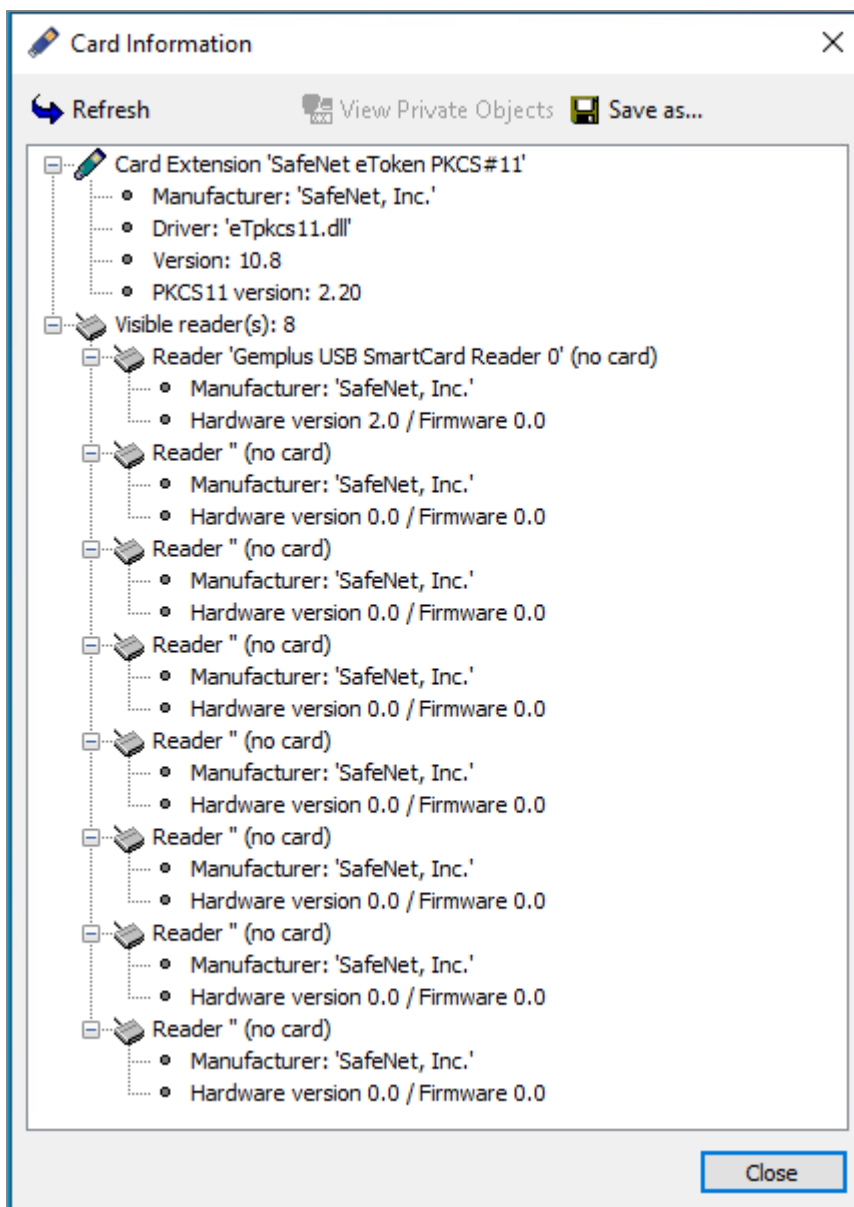 Card Information
Refresh View Private Objects Save as...
Card Extension 'SafeNet eToken PKCS#11'
Manufacturer: 'SafeNet, Inc.'
Driver: 'eTpkcs11.dll'
Version: 10.8
PKCS11 version: 2.20
Visible reader(s): 8
Reader 'Gemplus USB SmartCard Reader 0' (no card)
Manufacturer: 'SafeNet, Inc.'
Hardware version 2.0 / Firmware 0.0
Reader '' (no card)
Manufacturer: 'SafeNet, Inc.'
Hardware version 0.0 / Firmware 0.0
Reader '' (no card)
Manufacturer: 'SafeNet, Inc.'
Hardware version 0.0 / Firmware 0.0
Reader '' (no card)
Manufacturer: 'SafeNet, Inc.'
Hardware version 0.0 / Firmware 0.0
Reader '' (no card)
Manufacturer: 'SafeNet, Inc.'
Hardware version 0.0 / Firmware 0.0
Reader '' (no card)
Manufacturer: 'SafeNet, Inc.'
Hardware version 0.0 / Firmware 0.0
Reader '' (no card)
Manufacturer: 'SafeNet, Inc.'
Hardware version 0.0 / Firmware 0.0
Reader '' (no card)
Manufacturer: 'SafeNet, Inc.'
Hardware version 0.0 / Firmware 0.0
Close